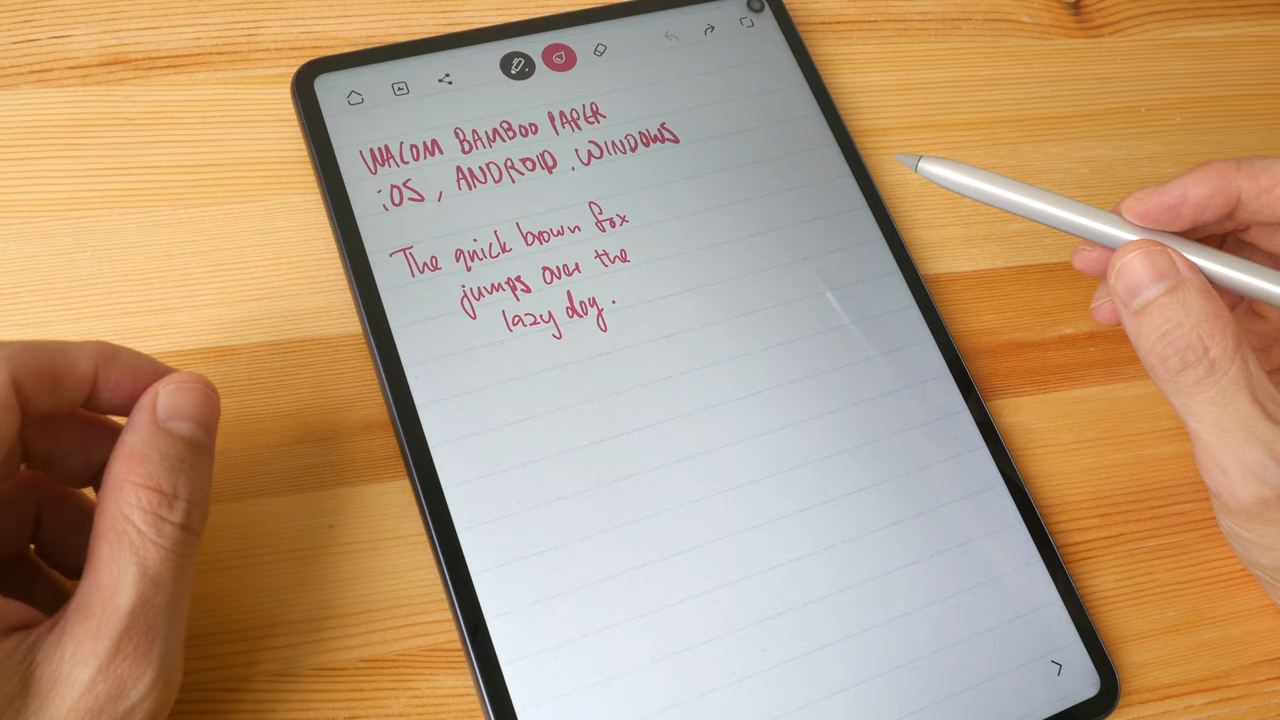 WACOM BAMBOO PAPER
iOS, ANDROID, WINDOWS
The quick brown fox
jumps over the
lazy dog.